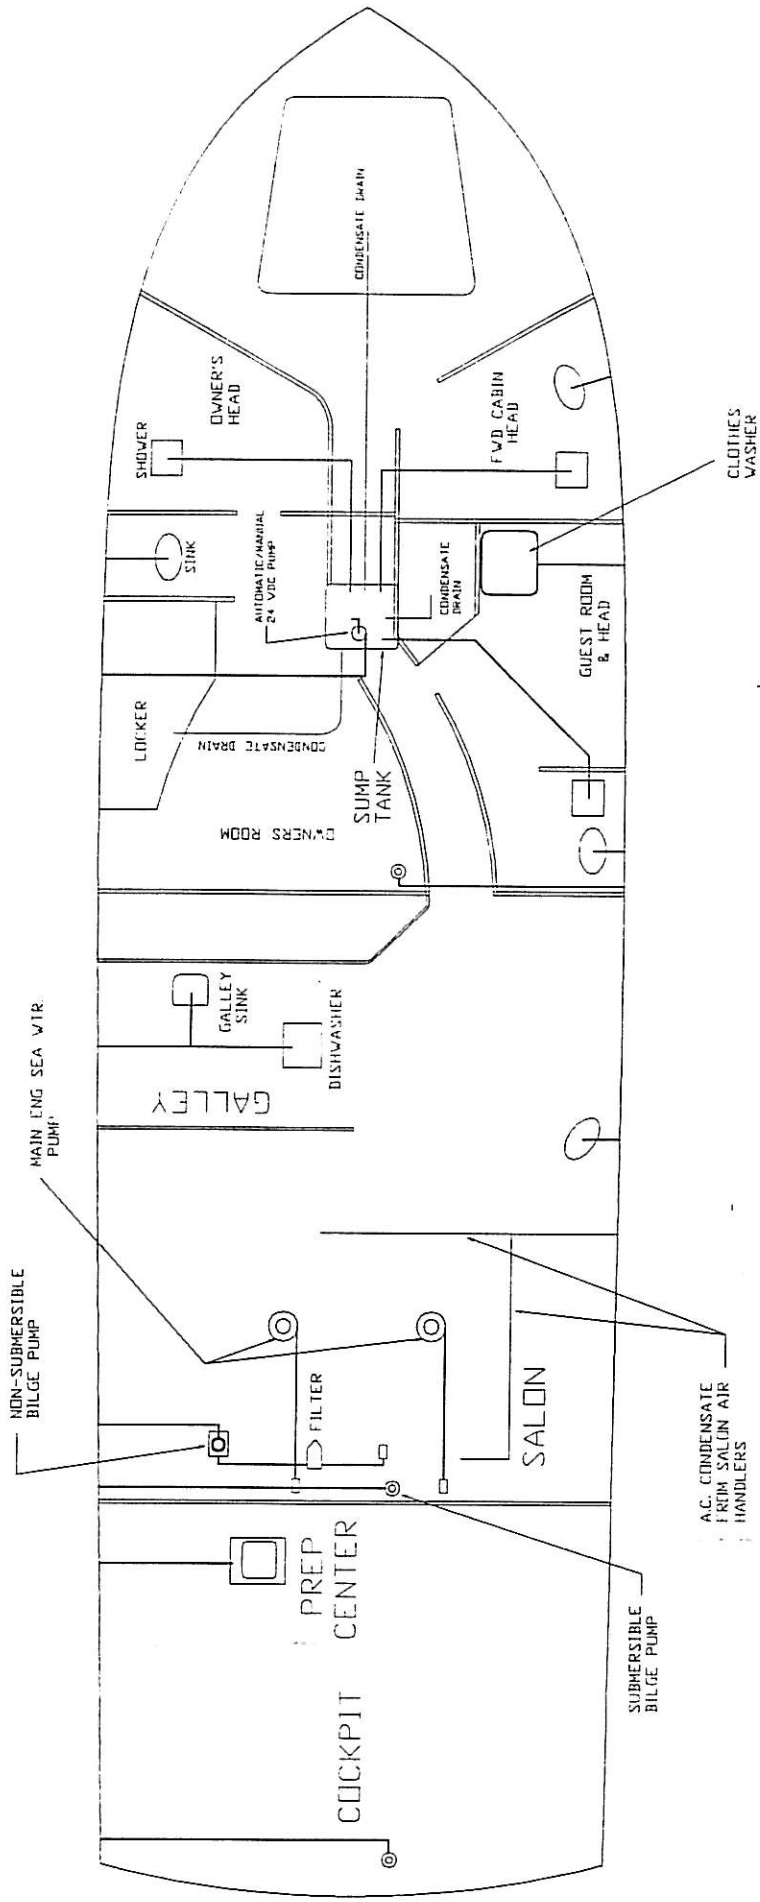 MAIN ENG SEA WTR.
PUMP
NON-SUBMERSIBLE
BILGE PUMP
SHOWER
OWNER'S
HEAD
SINK
AUTOMATIC/MANUAL
24 VDC PUMP
CONDENSATE DRAIN
LOCKER
CONDENSATE DRAIN
OWNERS ROOM
SUMP
TANK
CONDENSATE
DRAIN
FWD CABIN
HEAD
GUEST ROOM
& HEAD
CLOTHES
WASHER
GALLEY
SINK
DISHWASHER
GALLEY
FILTER
SALON
PREP
CENTER
COCKPIT
SUBMERSIBLE
BILGE PUMP
A.C. CONDENSATE
FROM SALON AIR
HANDLERS